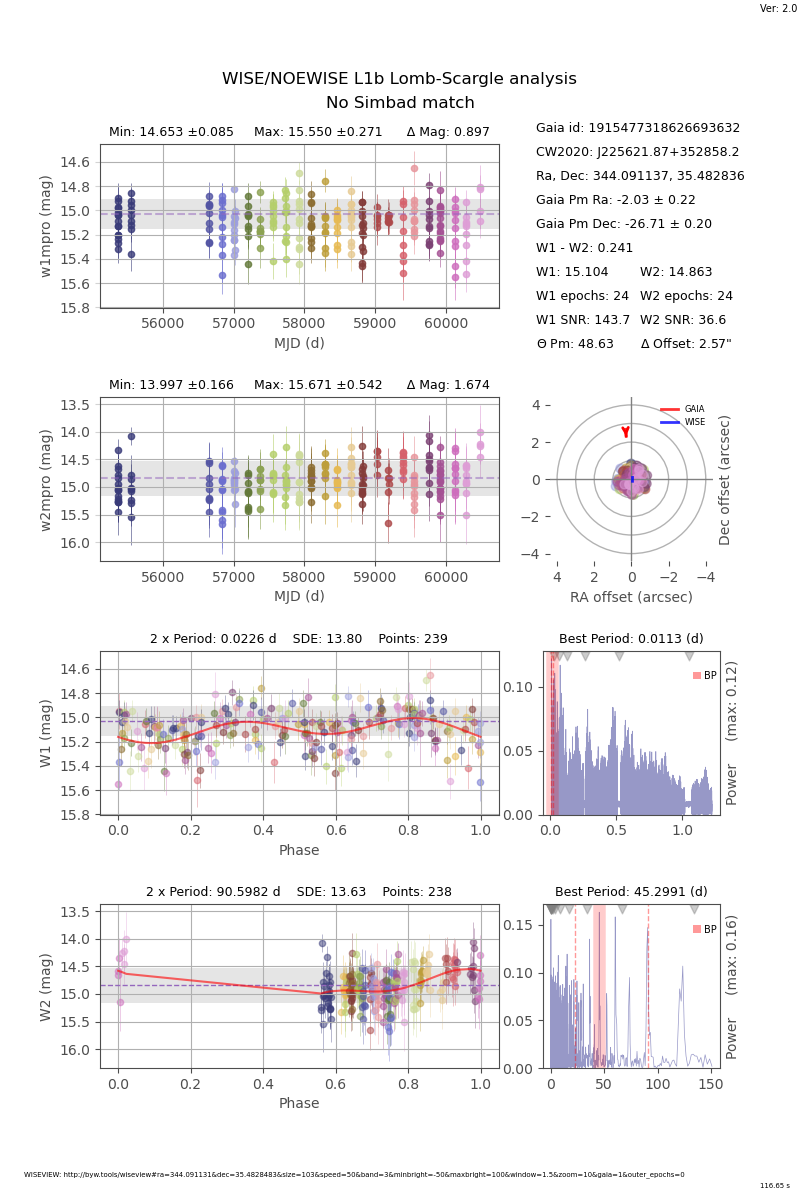 Ver: 2.0
WISE/NOEWISE L1b Lomb-Scargle analysis
No Simbad match
Min: 14.653 ±0.085 Max: 15.550 ±0.271 Δ Mag: 0.897
14.6
14.8
15.0
15.2
15.4
15.6
15.8
w1mpro (mag)
56000 57000 58000 59000 60000
MJD (d)
Gaia id: 1915477318626693632
CW2020: J225621.87+352858.2
Ra, Dec: 344.091137, 35.482836
Gaia Pm Ra: -2.03 ± 0.22
Gaia Pm Dec: -26.71 ± 0.20
W1 - W2: 0.241
W1: 15.104 W2: 14.863
W1 epochs: 24 W2 epochs: 24
W1 SNR: 143.7 W2 SNR: 36.6
Θ Pm: 48.63 Δ Offset: 2.57"
Min: 13.997 ±0.166 Max: 15.671 ±0.542 Δ Mag: 1.674
13.5
14.0
14.5
15.0
15.5
16.0
w2mpro (mag)
56000 57000 58000 59000 60000
MJD (d)
GAIA
WISE
4
2
0
−2
−4
4 2 0 −2 −4
RA offset (arcsec)
Dec offset (arcsec)
2 x Period: 0.0226 d SDE: 13.80 Points: 239
14.6
14.8
15.0
15.2
15.4
15.6
15.8
W1 (mag)
0.0 0.2 0.4 0.6 0.8 1.0
Phase
Best Period: 0.0113 (d)
BP
0.10
0.05
0.00
0.0 0.5 1.0
Power (max: 0.12)
2 x Period: 90.5982 d SDE: 13.63 Points: 238
13.5
14.0
14.5
15.0
15.5
16.0
W2 (mag)
0.0 0.2 0.4 0.6 0.8 1.0
Phase
Best Period: 45.2991 (d)
BP
0.15
0.10
0.05
0.00
0 50 100 150
Power (max: 0.16)
WISEVIEW: http://byw.tools/wiseview#ra=344.091131&dec=35.4828483&size=103&speed=50&band=3&minbright=-50&maxbright=100&window=1.5&zoom=10&gaia=1&outer_epochs=0
116.65 s